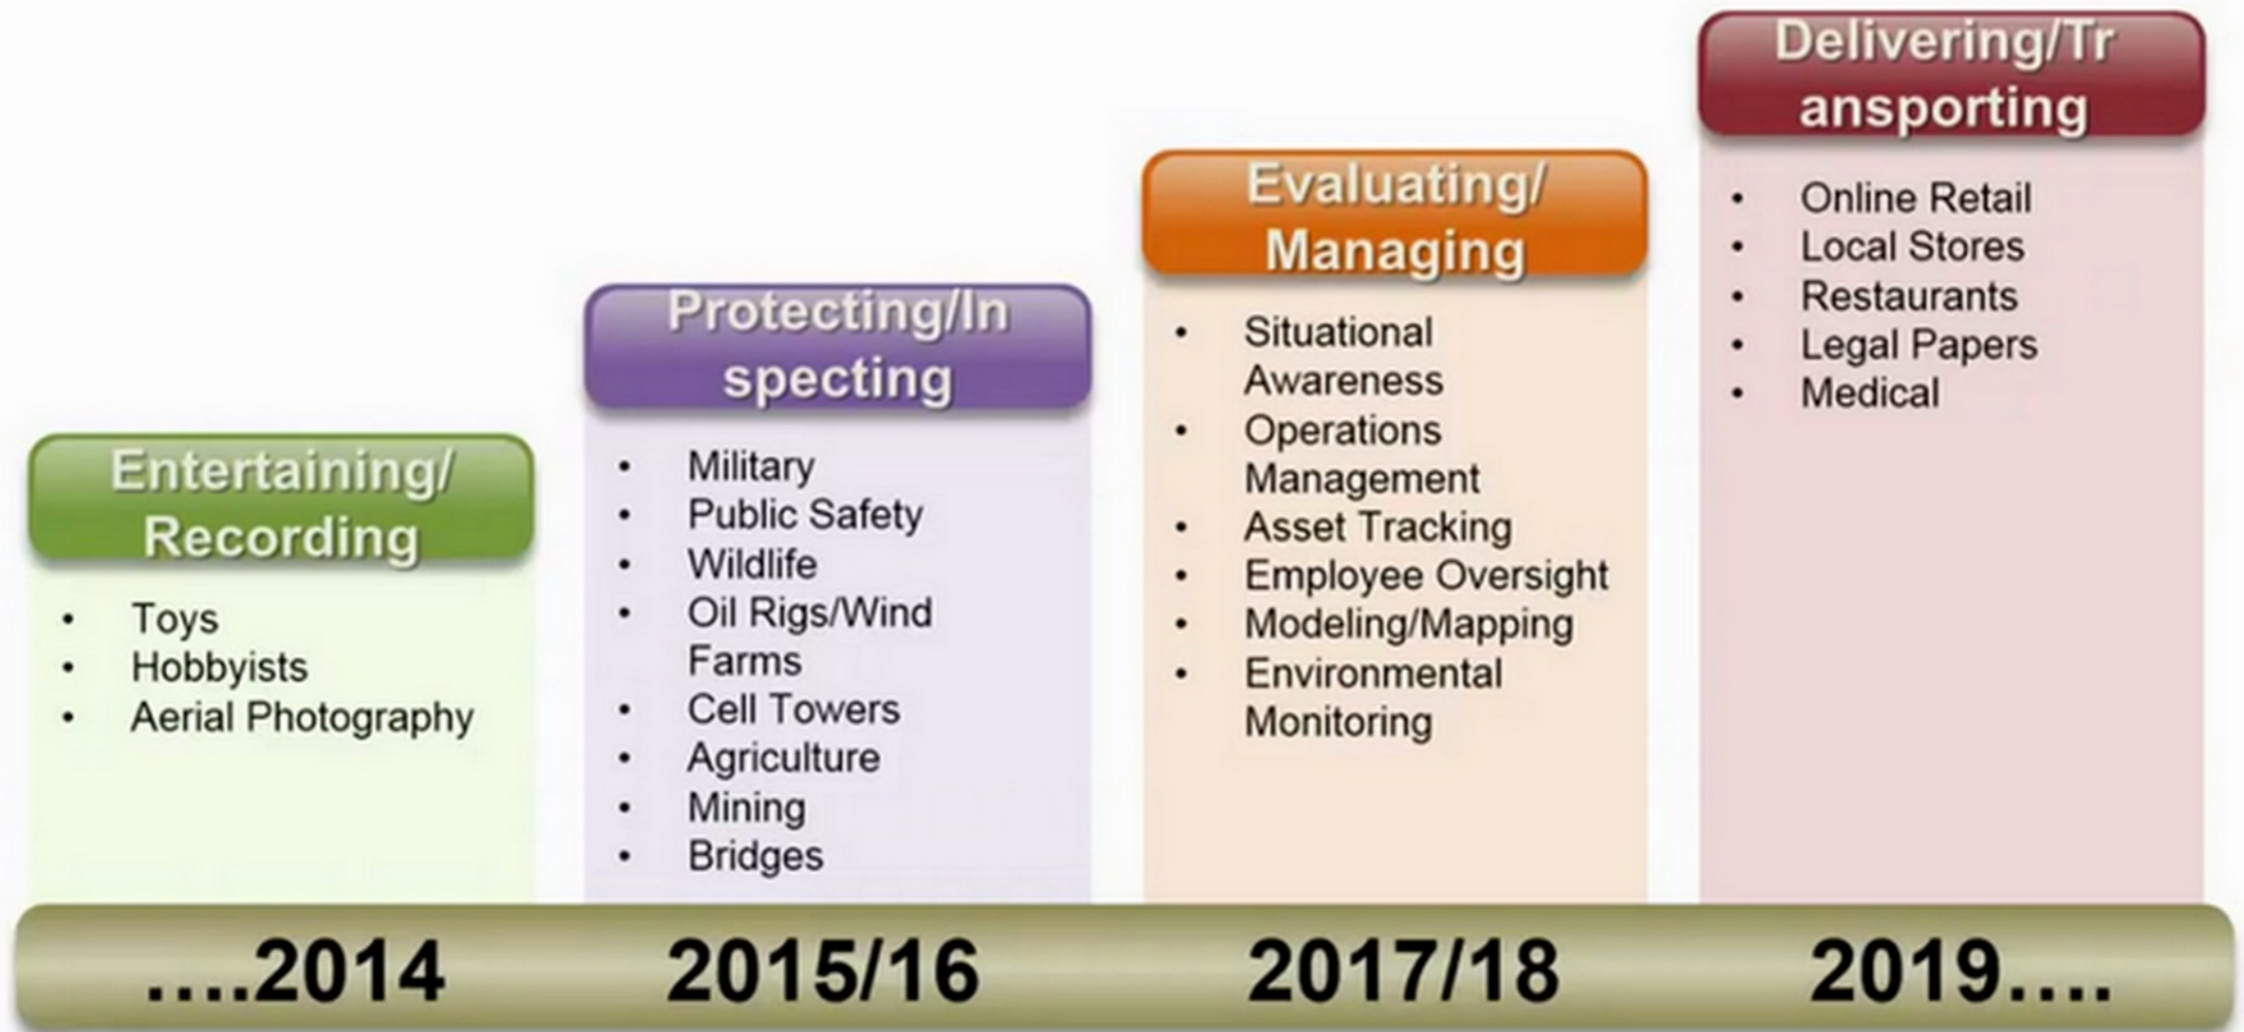 Entertaining/
Recording
• Toys
• Hobbyists
• Aerial Photography
Protecting/In
specting
• Military
• Public Safety
• Wildlife
• Oil Rigs/Wind
Farms
• Cell Towers
• Agriculture
• Mining
• Bridges
Evaluating/
Managing
• Situational
Awareness
• Operations
Management
• Asset Tracking
• Employee Oversight
• Modeling/Mapping
• Environmental
Monitoring
Delivering/Tr
ansporting
• Online Retail
• Local Stores
• Restaurants
• Legal Papers
• Medical
....2014
2015/16
2017/18
2019....